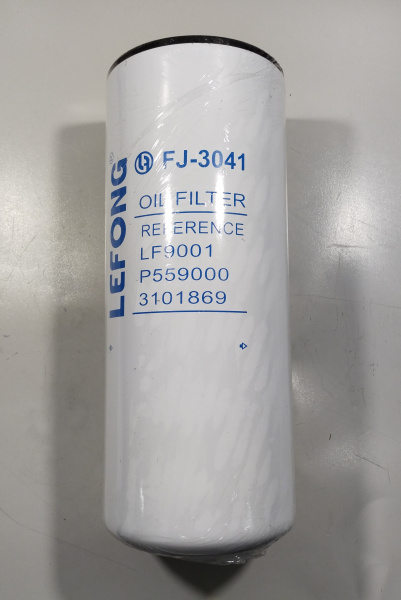 LEFONG®
FJ-3041
OIL FILTER
REFERENCE
LF9001
P559000
3101869